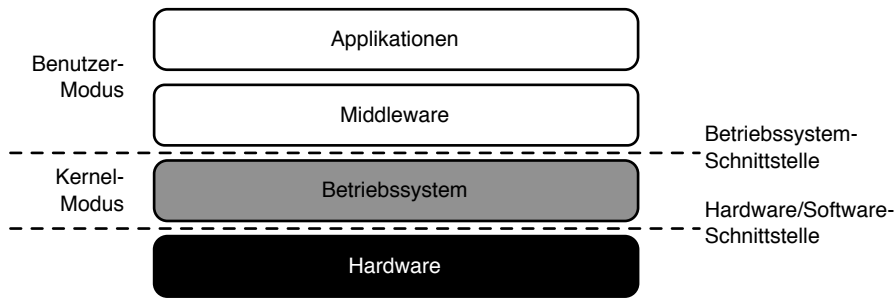 Applikationen
Benutzer-
Modus
Middleware
Betriebssystem-
Schnittstelle
Kernel-
Modus
Betriebssystem
Hardware/Software-
Schnittstelle
Hardware